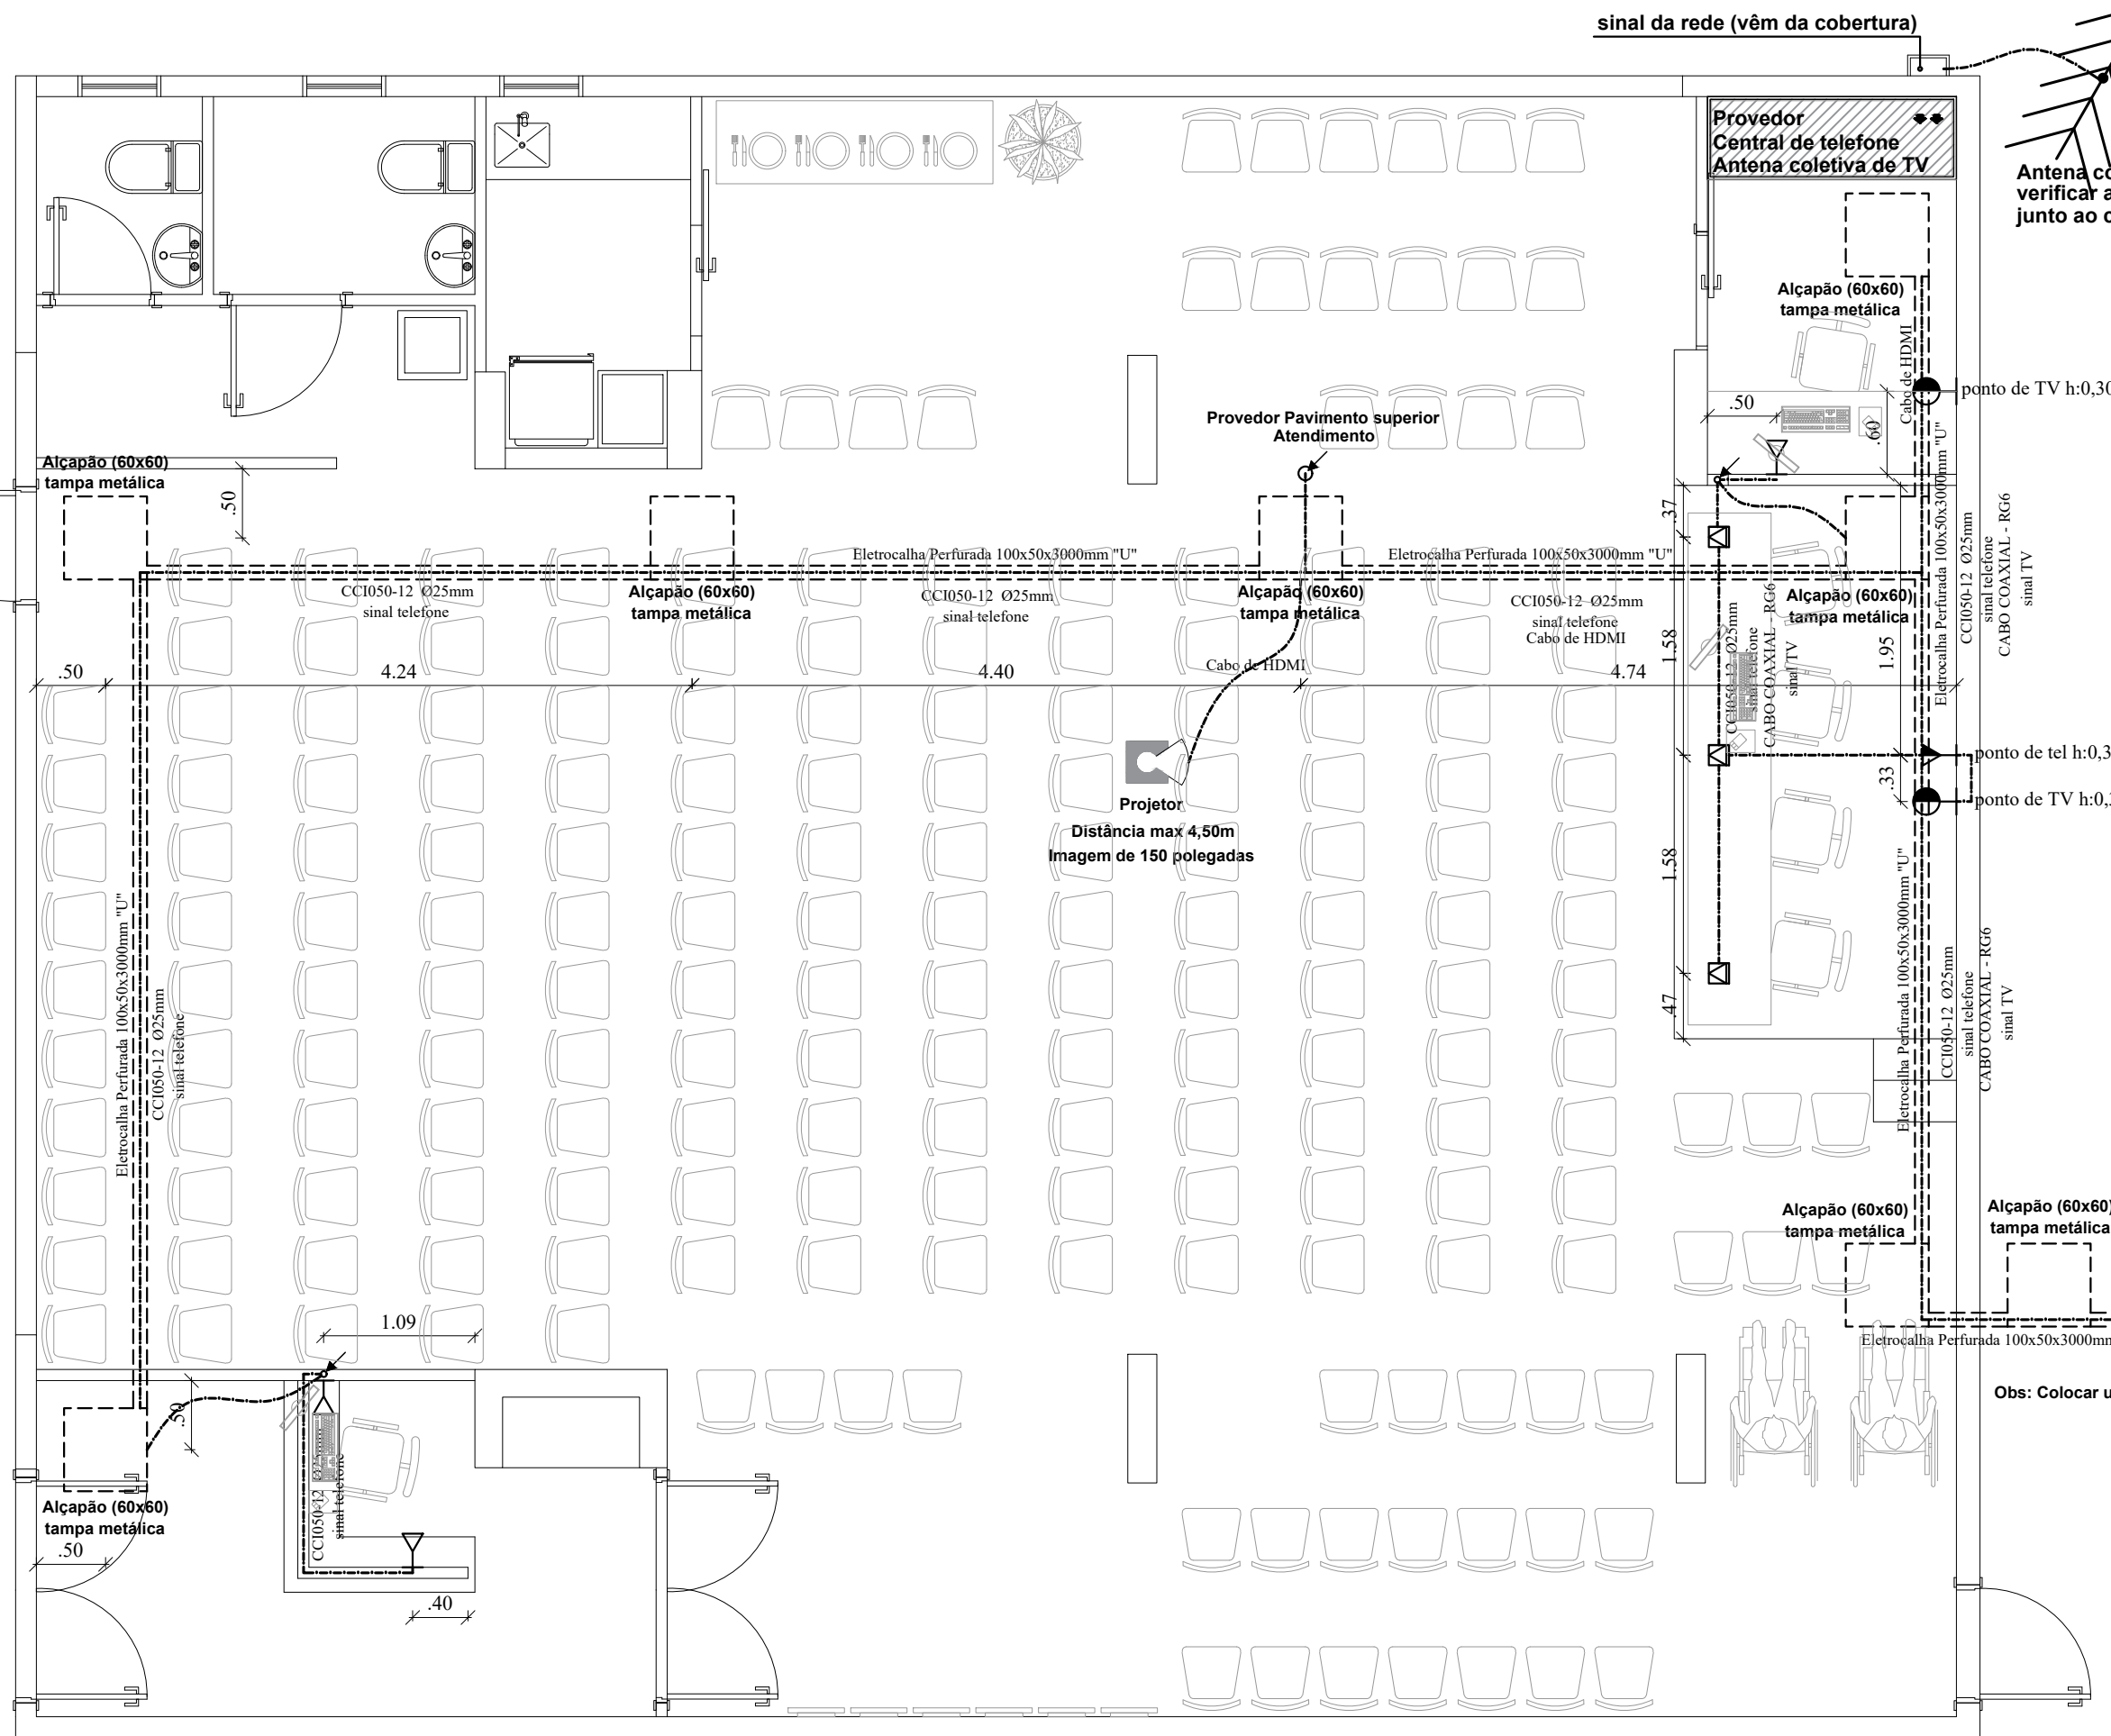 sinal da rede (vêm da cobertura)
Provedor
Central de telefone
Antena coletiva de TV
Antena co
verificar a
junto ao c
Alçapão (60x60)
tampa metálica
Cabo de HDMI
ponto de TV h:0,30
.50
.60
Provedor Pavimento superior
Atendimento
Alçapão (60x60)
tampa metálica
.50
.37
Eletrocalha Perfurada 100x50x3000mm "U"
Eletrocalha Perfurada 100x50x3000mm "U"
Eletrocalha Perfurada 100x50x3000mm "U"
CCI050-12 Ø25mm
sinal telefone
CABO COAXIAL - RG6
sinal TV
CCI050-12 Ø25mm
sinal telefone
Alçapão (60x60)
tampa metálica
CCI050-12 Ø25mm
sinal telefone
Alçapão (60x60)
tampa metálica
CCI050-12 Ø25mm
sinal telefone
Cabo de HDMI
Alçapão (60x60)
tampa metálica
1.58
CCI050-12 Ø25mm
sinal telefone
CABO COAXIAL - RG6
sinal TV
1.95
.50
4.24
4.40
4.74
Cabo de HDMI
ponto de tel h:0,3
.33
ponto de TV h:0,3
Projetor
Distância max 4,50m
Imagem de 150 polegadas
1.58
.47
Eletrocalha Perfurada 100x50x3000mm "U"
CCI050-12 Ø25mm
sinal telefone
Eletrocalha Perfurada 100x50x3000mm "U"
CCI050-12 Ø25mm
sinal telefone
CABO COAXIAL - RG6
sinal TV
Alçapão (60x60)
tampa metálica
Alçapão (60x60)
tampa metálica
Eletrocalha Perfurada 100x50x3000mm
Obs: Colocar u
1.09
.50
CCI050-12
sinal telefone
Alçapão (60x60)
tampa metálica
.50
.40